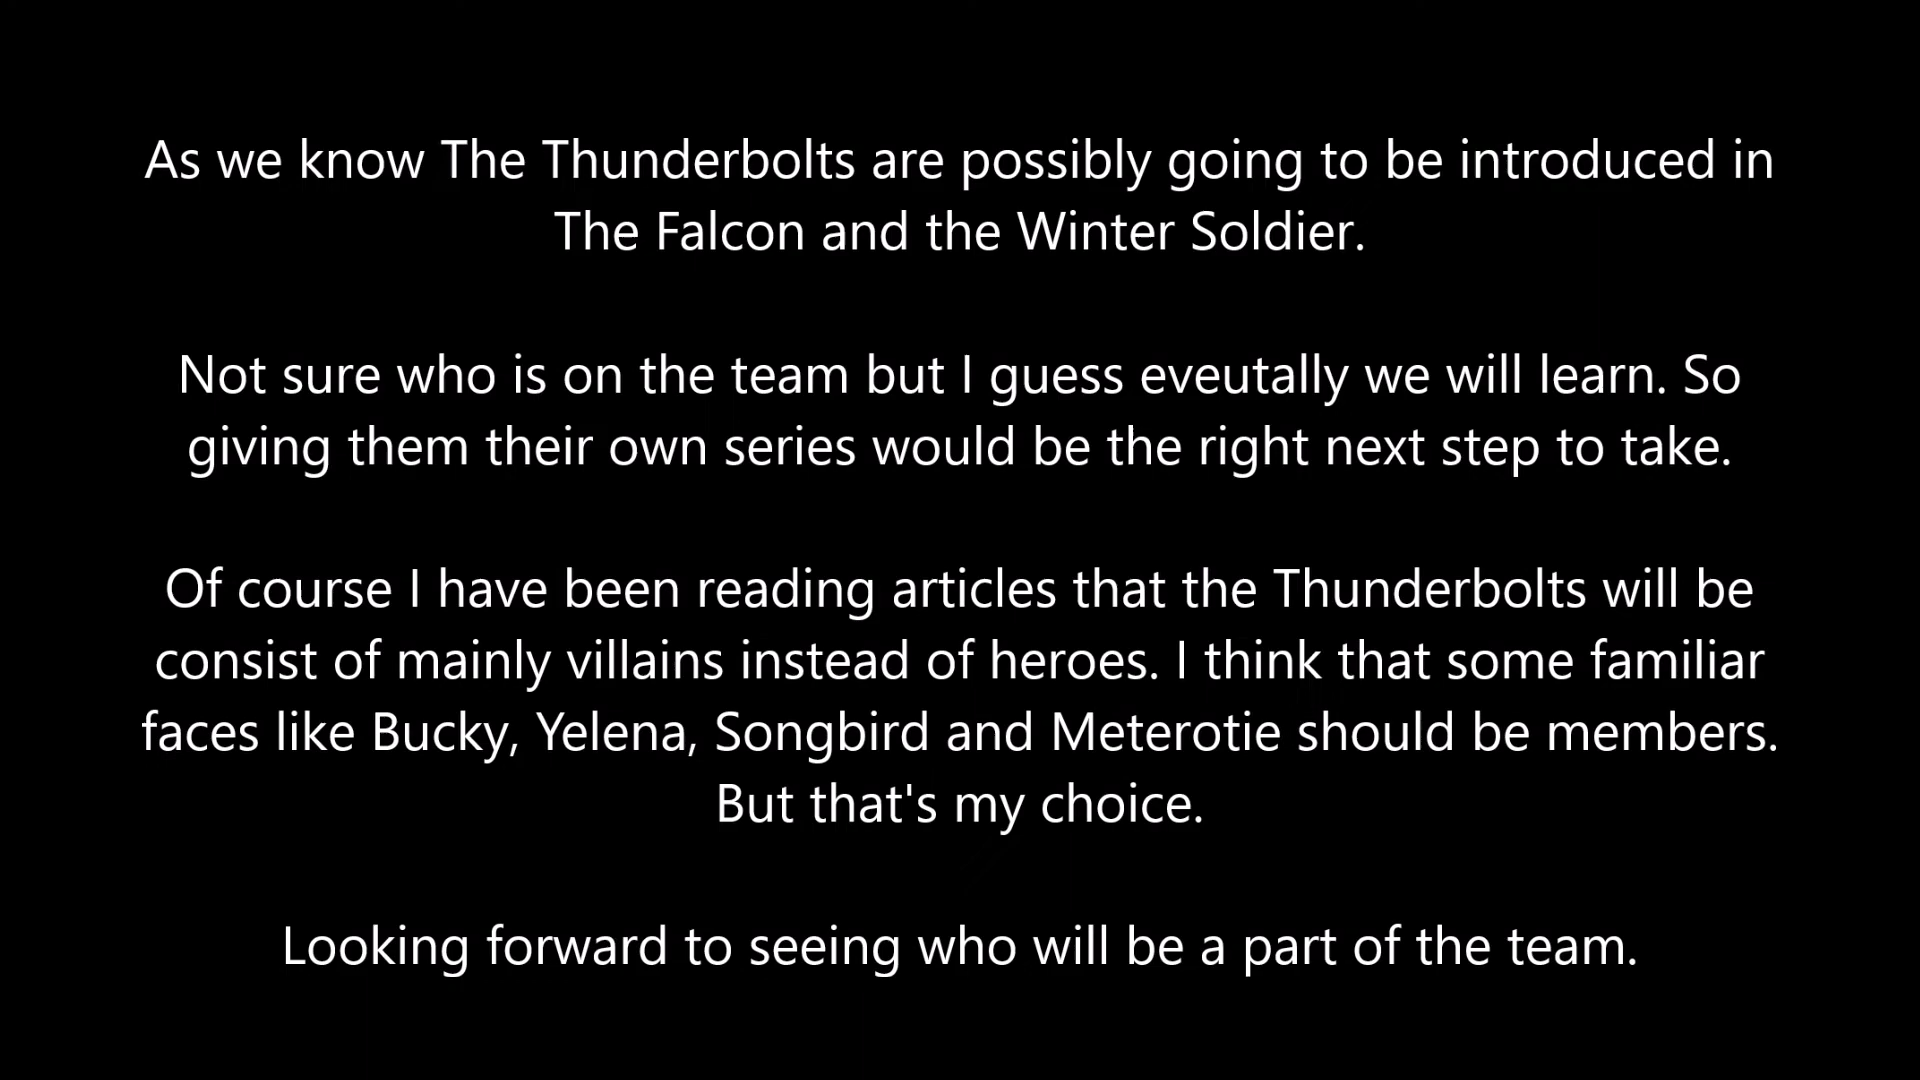 As we know The Thunderbolts are possibly going to be introduced in
The Falcon and the Winter Soldier.
Not sure who is on the team but I guess eveutally we will learn. So
giving them their own series would be the right next step to take.
Of course I have been reading articles that the Thunderbolts will be
consist of mainly villains instead of heroes. I think that some familiar
faces like Bucky, Yelena, Songbird and Meterotie should be members.
But that's my choice.
Looking forward to seeing who will be a part of the team.